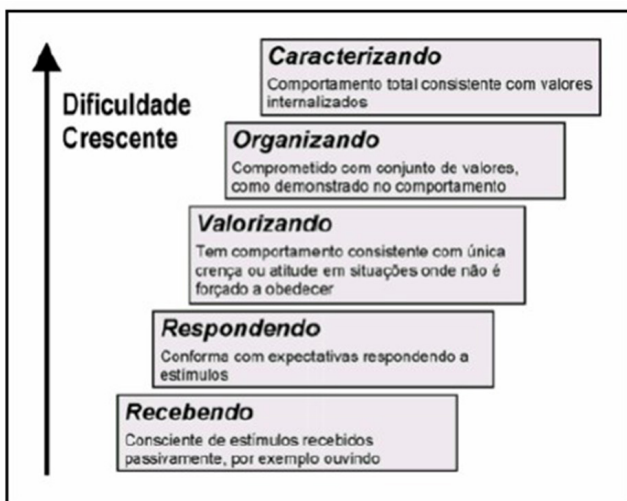 Dificuldade
Crescente
Caracterizando
Comportamento total consistente com valores
internalizados
Organizando
Comprometido com conjunto de valores,
como demonstrado no comportamento
Valorizando
Tem comportamento consistente com única
crença ou atitude em situações onde não é
forçado a obedecer
Respondendo
Conforma com expectativas respondendo a
estímulos
Recebendo
Consciente de estímulos recebidos
passivamente, por exemplo ouvindo